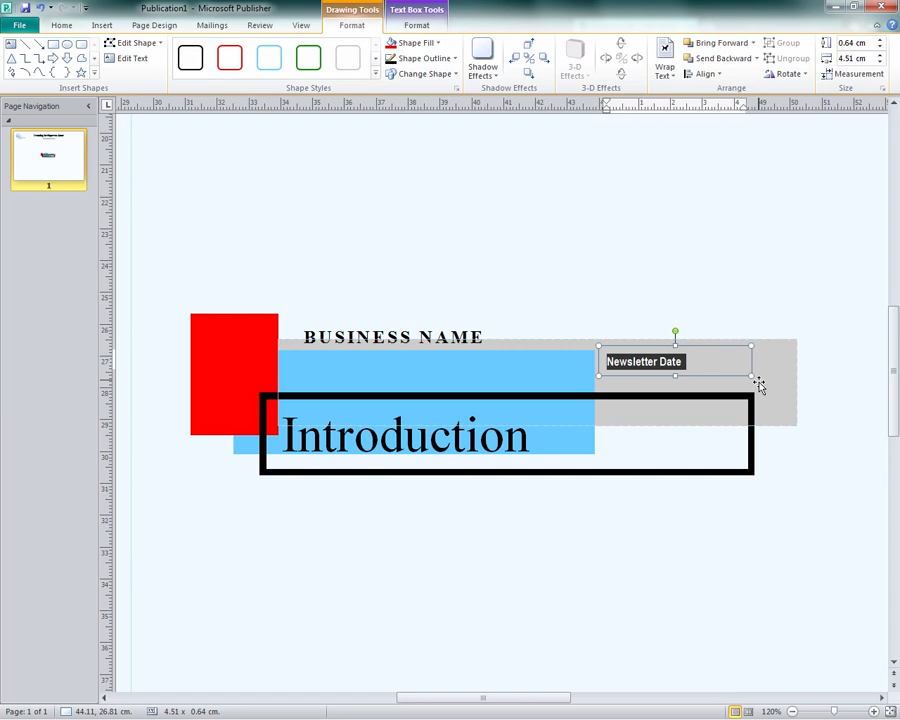 Publication1 - Microsoft Publisher
Drawing Tools
Text Box Tools
File Home Insert Page Design Mailings Review View Format Format
Edit Shape
Edit Text
Insert Shapes
Shape Styles
Shape Fill
Shape Outline
Change Shape
Shadow Effects
Shadow Effects
3-D Effects
3-D Effects
Wrap Text
Bring Forward
Send Backward
Align
Group
Ungroup
Rotate
Arrange
0.64 cm
4.51 cm
Measurement
Size
Page Navigation
1
BUSINESS NAME
Newsletter Date
Introduction
Page: 1 of 1
44.11, 26.81 cm.
4.51 x 0.64 cm.
120%